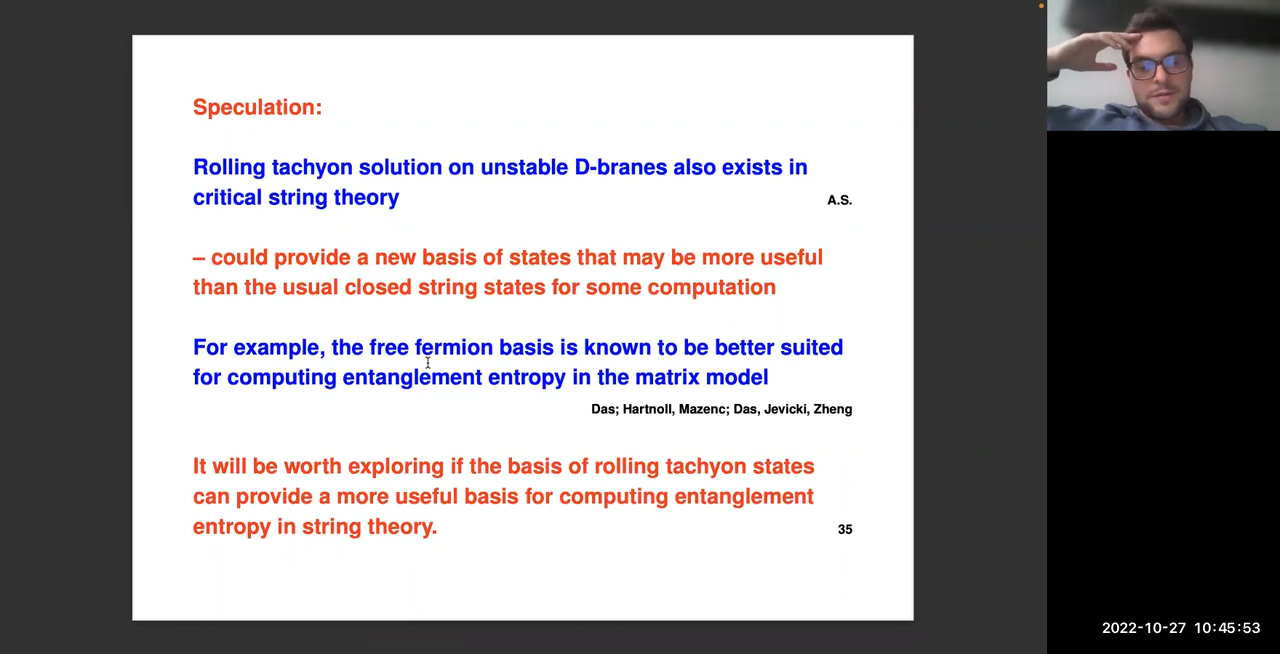 Speculation:
Rolling tachyon solution on unstable D-branes also exists in
critical string theory
A.S.
– could provide a new basis of states that may be more useful
than the usual closed string states for some computation
For example, the free fermion basis is known to be better suited
for computing entanglement entropy in the matrix model
Das; Hartnoll, Mazenc; Das, Jevicki, Zheng
It will be worth exploring if the basis of rolling tachyon states
can provide a more useful basis for computing entanglement
entropy in string theory.
35
2022-10-27 10:45:53